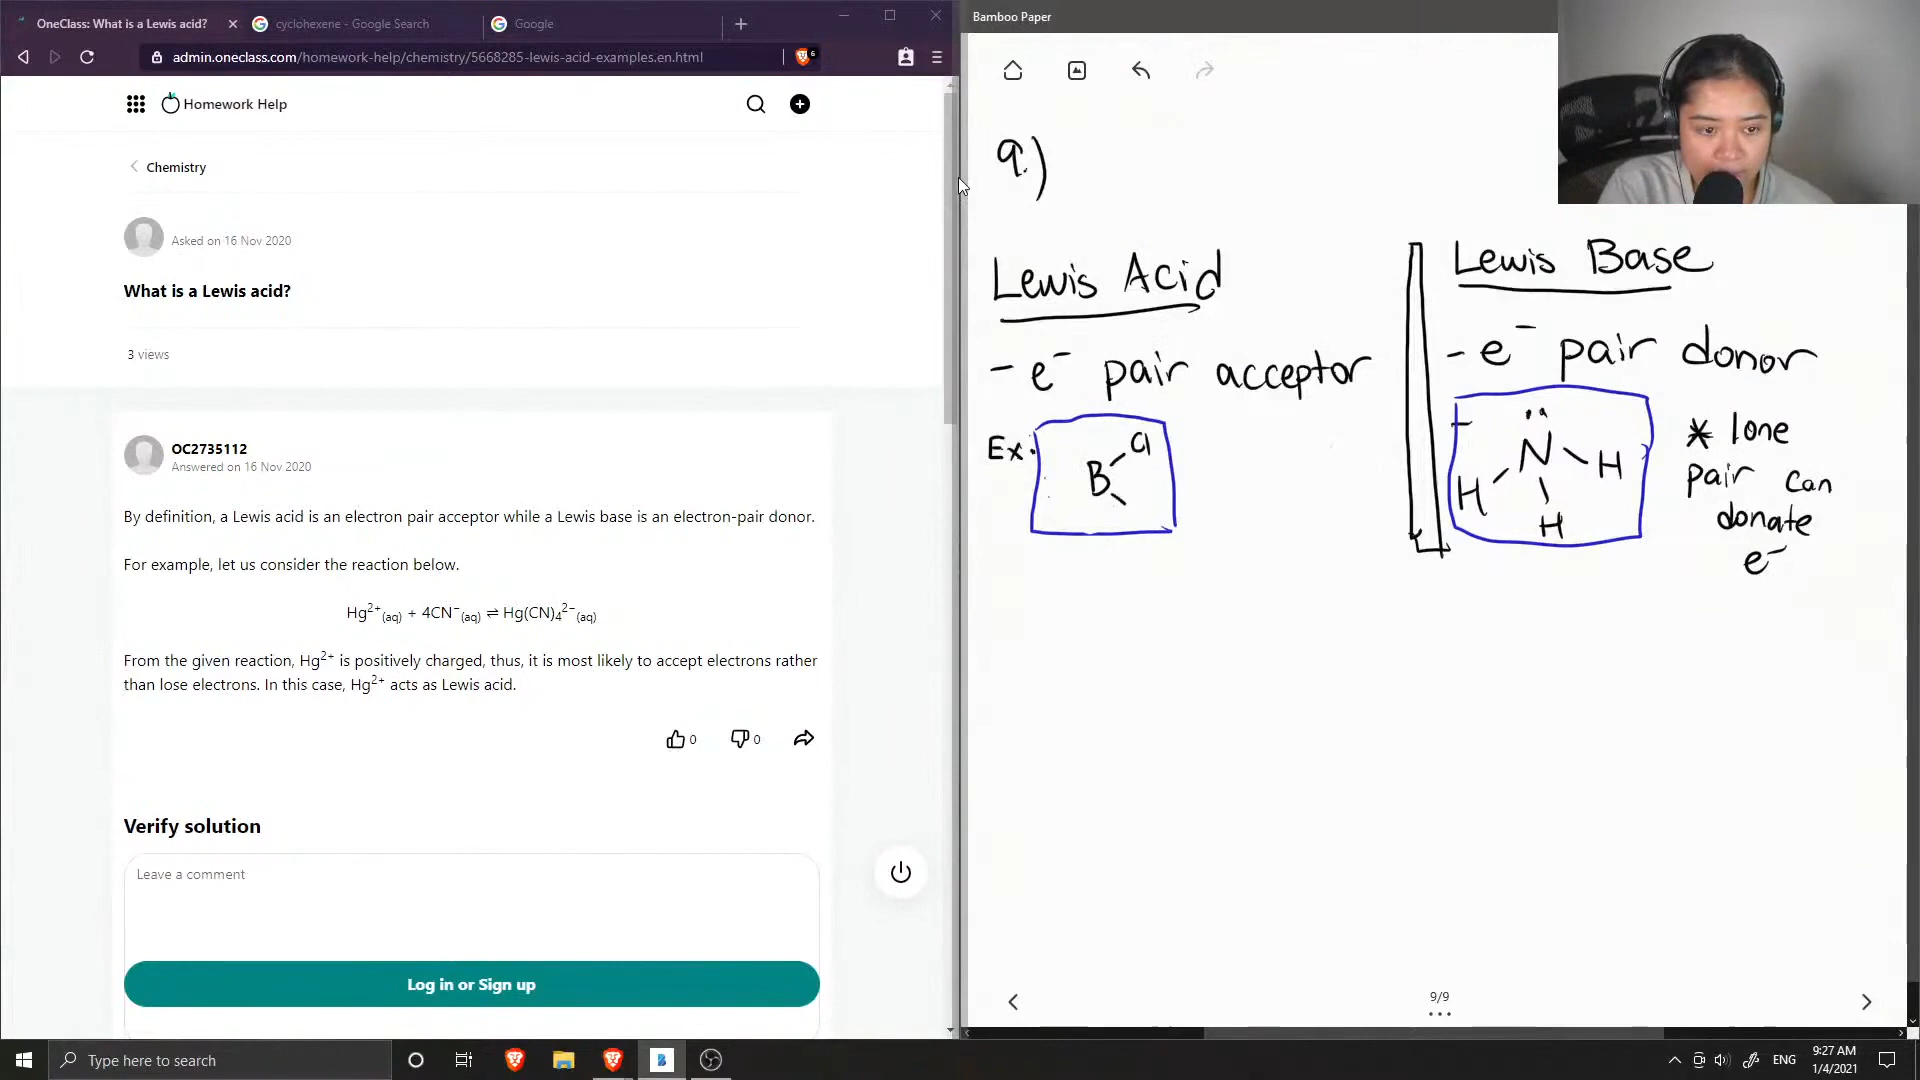 OneClass: What is a Lewis acid?
cyclohexene - Google Search
Google
admin.oneclass.com/homework-help/chemistry/5668285-lewis-acid-examples.en.html
6
Homework Help
Chemistry
Asked on 16 Nov 2020
What is a Lewis acid?
3 views
OC2735112
Answered on 16 Nov 2020
By definition, a Lewis acid is an electron pair acceptor while a Lewis base is an electron-pair donor.
For example, let us consider the reaction below.
Hg²⁺(aq) + 4CN⁻(aq) ⇌ Hg(CN)₄²⁻(aq)
From the given reaction, Hg²⁺ is positively charged, thus, it is most likely to accept electrons rather
than lose electrons. In this case, Hg²⁺ acts as Lewis acid.
0
0
Verify solution
Leave a comment
Log in or Sign up
Bamboo Paper
9.)
Lewis Acid
- e⁻ pair acceptor
Ex:
Cl
B
Lewis Base
- e⁻ pair donor
N
H
H
H
* lone
pair can
donate
e⁻
9/9
Type here to search
B
ENG
9:27 AM
1/4/2021